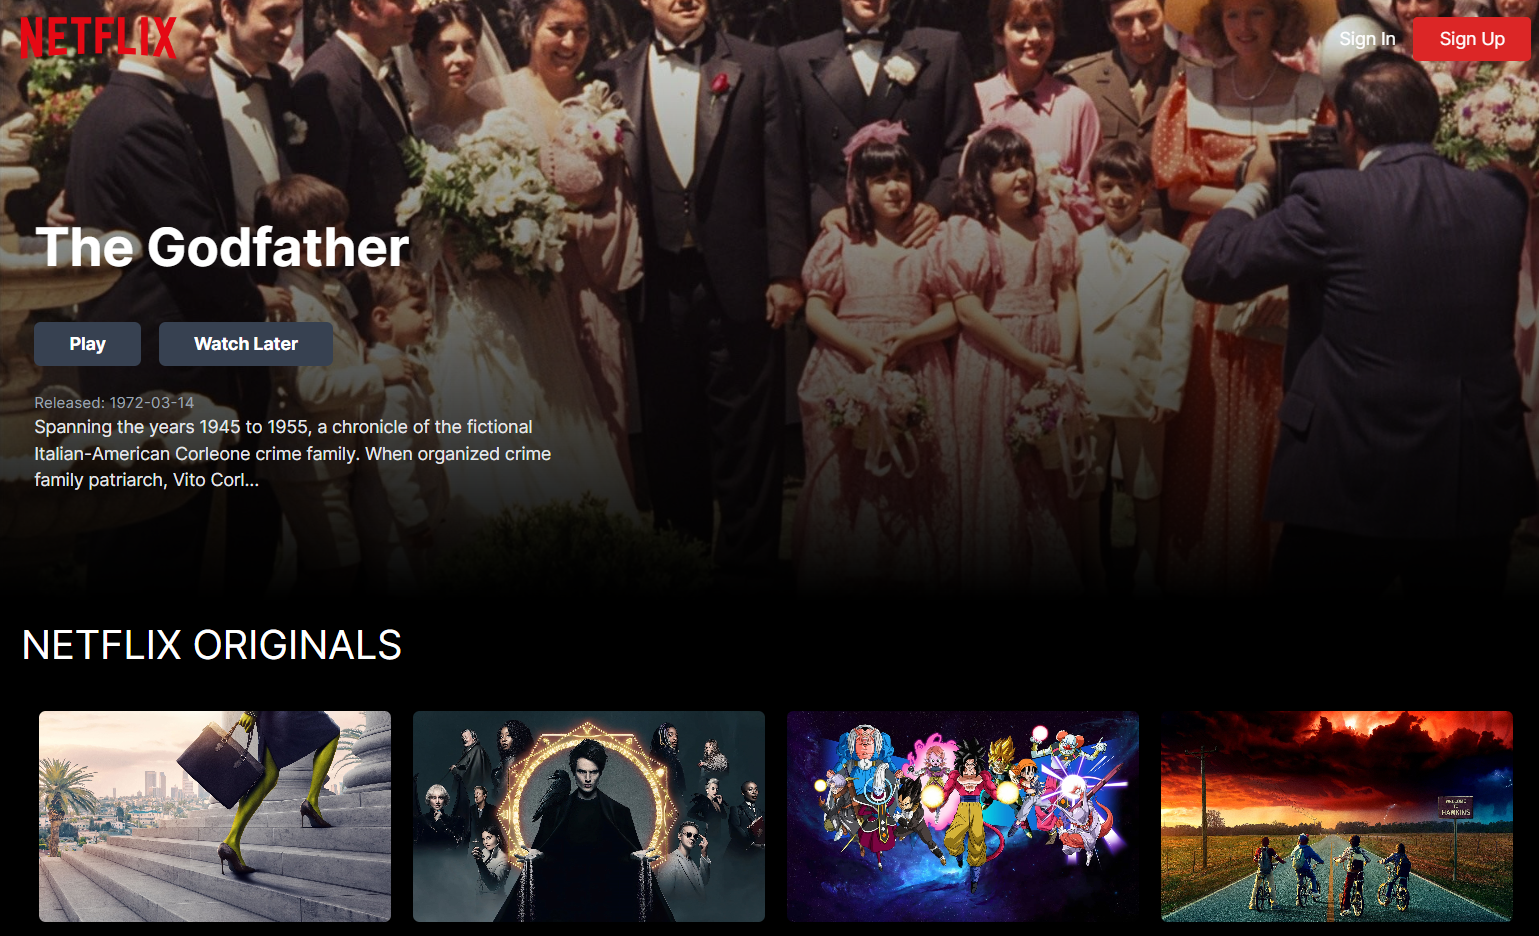 NETFLIX
Sign In
Sign Up
The Godfather
Play
Watch Later
Released: 1972-03-14
Spanning the years 1945 to 1955, a chronicle of the fictional
Italian-American Corleone crime family. When organized crime
family patriarch, Vito Corl...
NETFLIX ORIGINALS
WELCOME
TO
HAWKINS